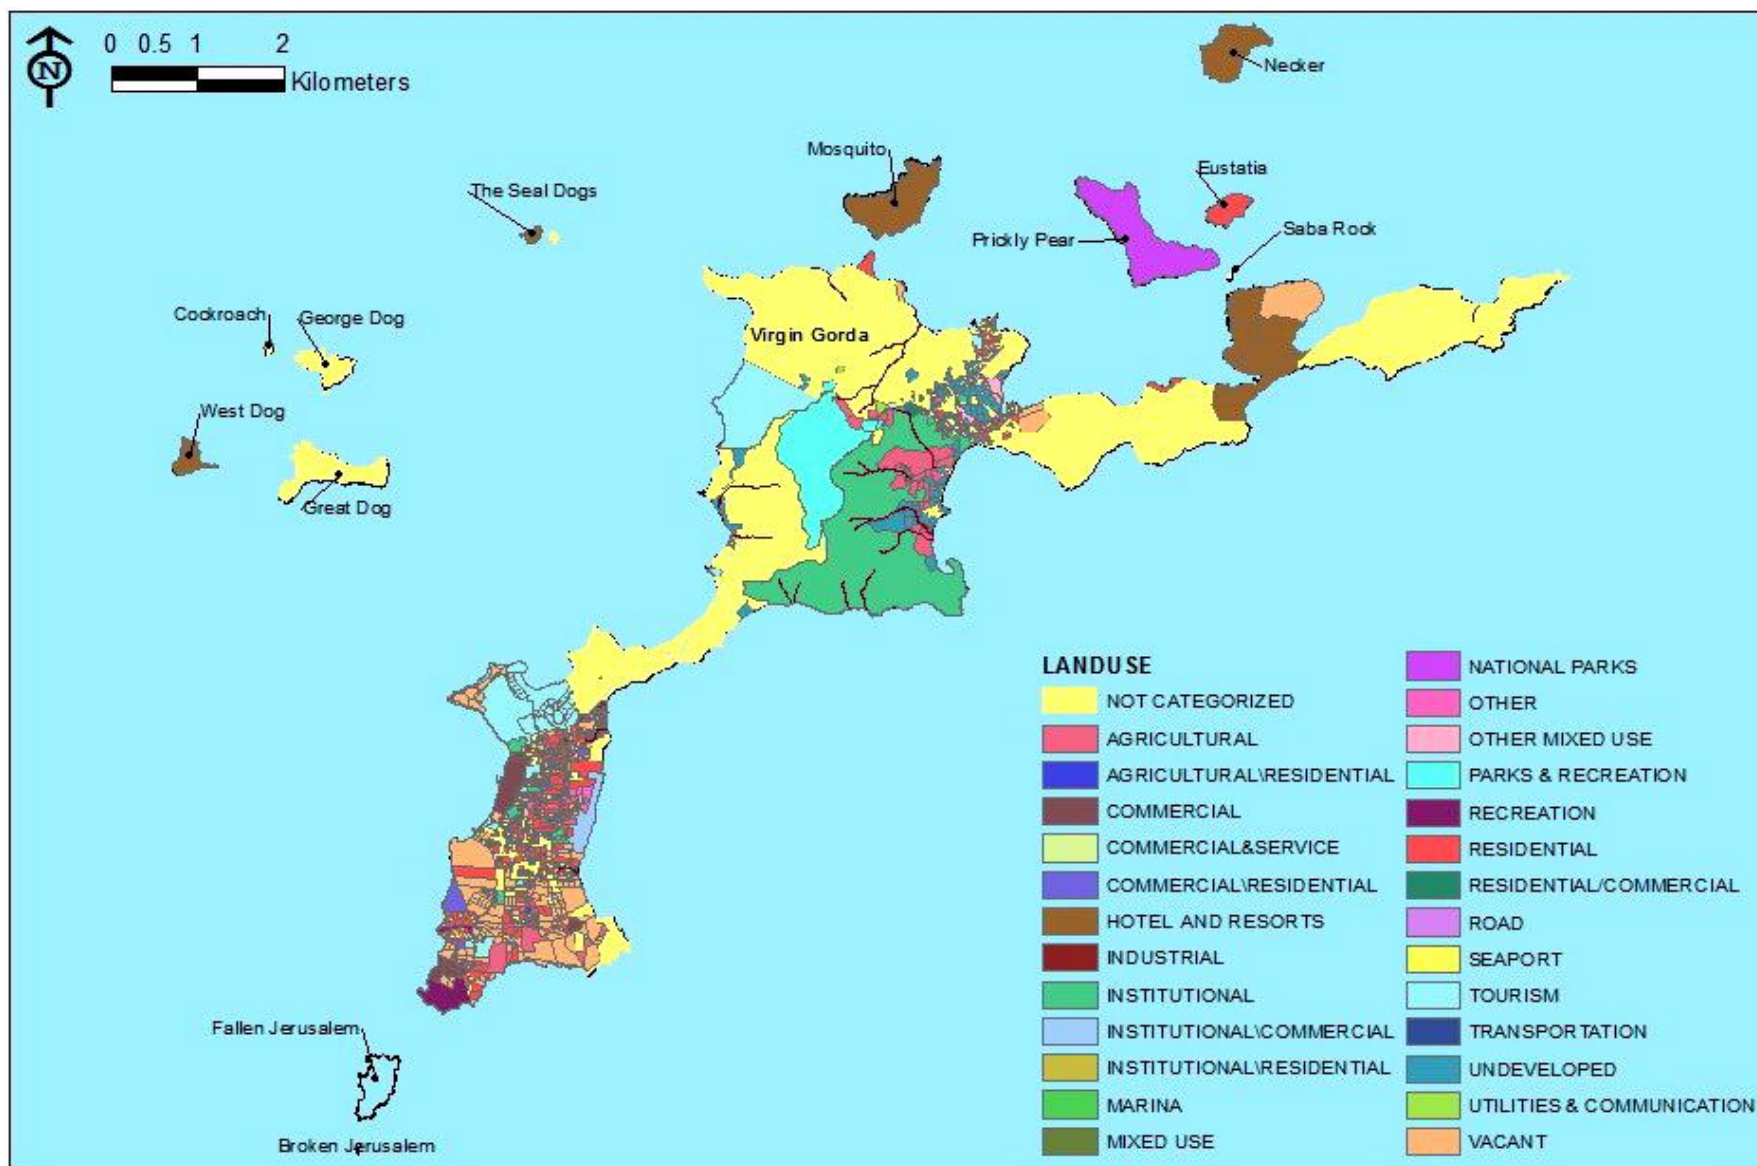 0 0.5 1 2
Kilometers
N
Necker
Mosquito
Eustatia
The Seal Dogs
Saba Rock
Prickly Pear
Cockroach
George Dog
Virgin Gorda
West Dog
Great Dog
Fallen Jerusalem
Broken Jerusalem
LANDUSE
NOT CATEGORIZED
AGRICULTURAL
AGRICULTURAL\RESIDENTIAL
COMMERCIAL
COMMERCIAL&SERVICE
COMMERCIAL\RESIDENTIAL
HOTEL AND RESORTS
INDUSTRIAL
INSTITUTIONAL
INSTITUTIONAL\COMMERCIAL
INSTITUTIONAL\RESIDENTIAL
MARINA
MIXED USE
NATIONAL PARKS
OTHER
OTHER MIXED USE
PARKS & RECREATION
RECREATION
RESIDENTIAL
RESIDENTIAL/COMMERCIAL
ROAD
SEAPORT
TOURISM
TRANSPORTATION
UNDEVELOPED
UTILITIES & COMMUNICATION
VACANT